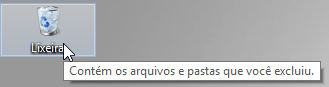 Lixeira
Contém os arquivos e pastas que você excluiu.